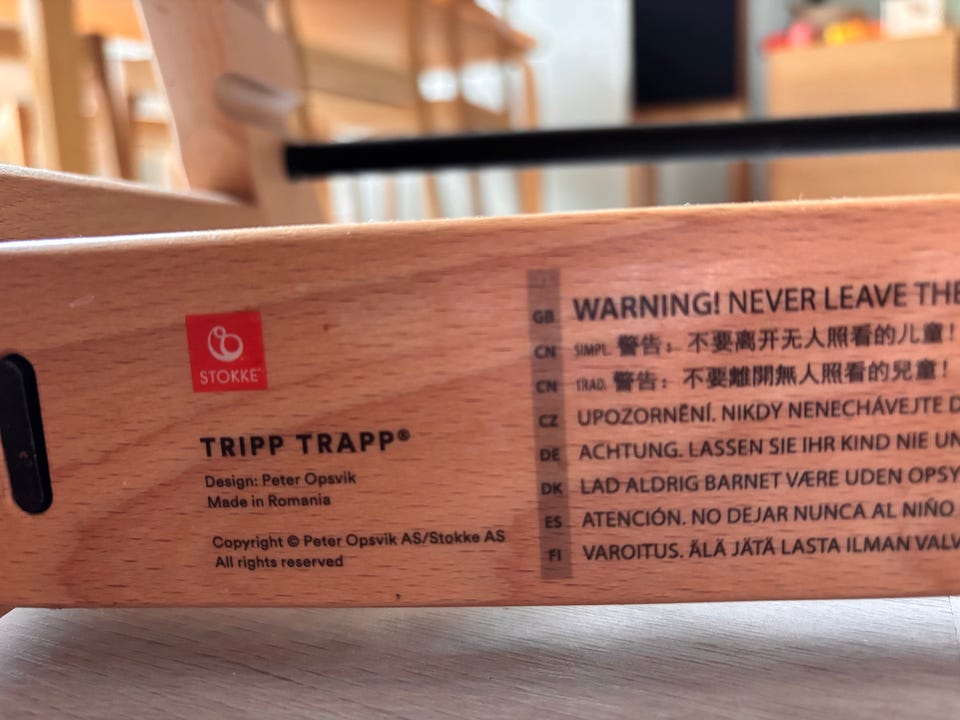 STOKKE
TRIPP TRAPP®
Design: Peter Opsvik
Made in Romania
Copyright © Peter Opsvik AS/Stokke AS
All rights reserved
GB WARNING! NEVER LEAVE THE
CN SIMPL. 警告：不要离开无人照看的儿童！
CN TRAD. 警告：不要離開無人照看的兒童！
CZ UPOZORNĚNÍ. NIKDY NENECHÁVEJTE D
DE ACHTUNG. LASSEN SIE IHR KIND NIE UN
DK LAD ALDRIG BARNET VÆRE UDEN OPSY
ES ATENCIÓN. NO DEJAR NUNCA AL NIÑO
FI VAROITUS. ÄLÄ JÄTÄ LASTA ILMAN VALV